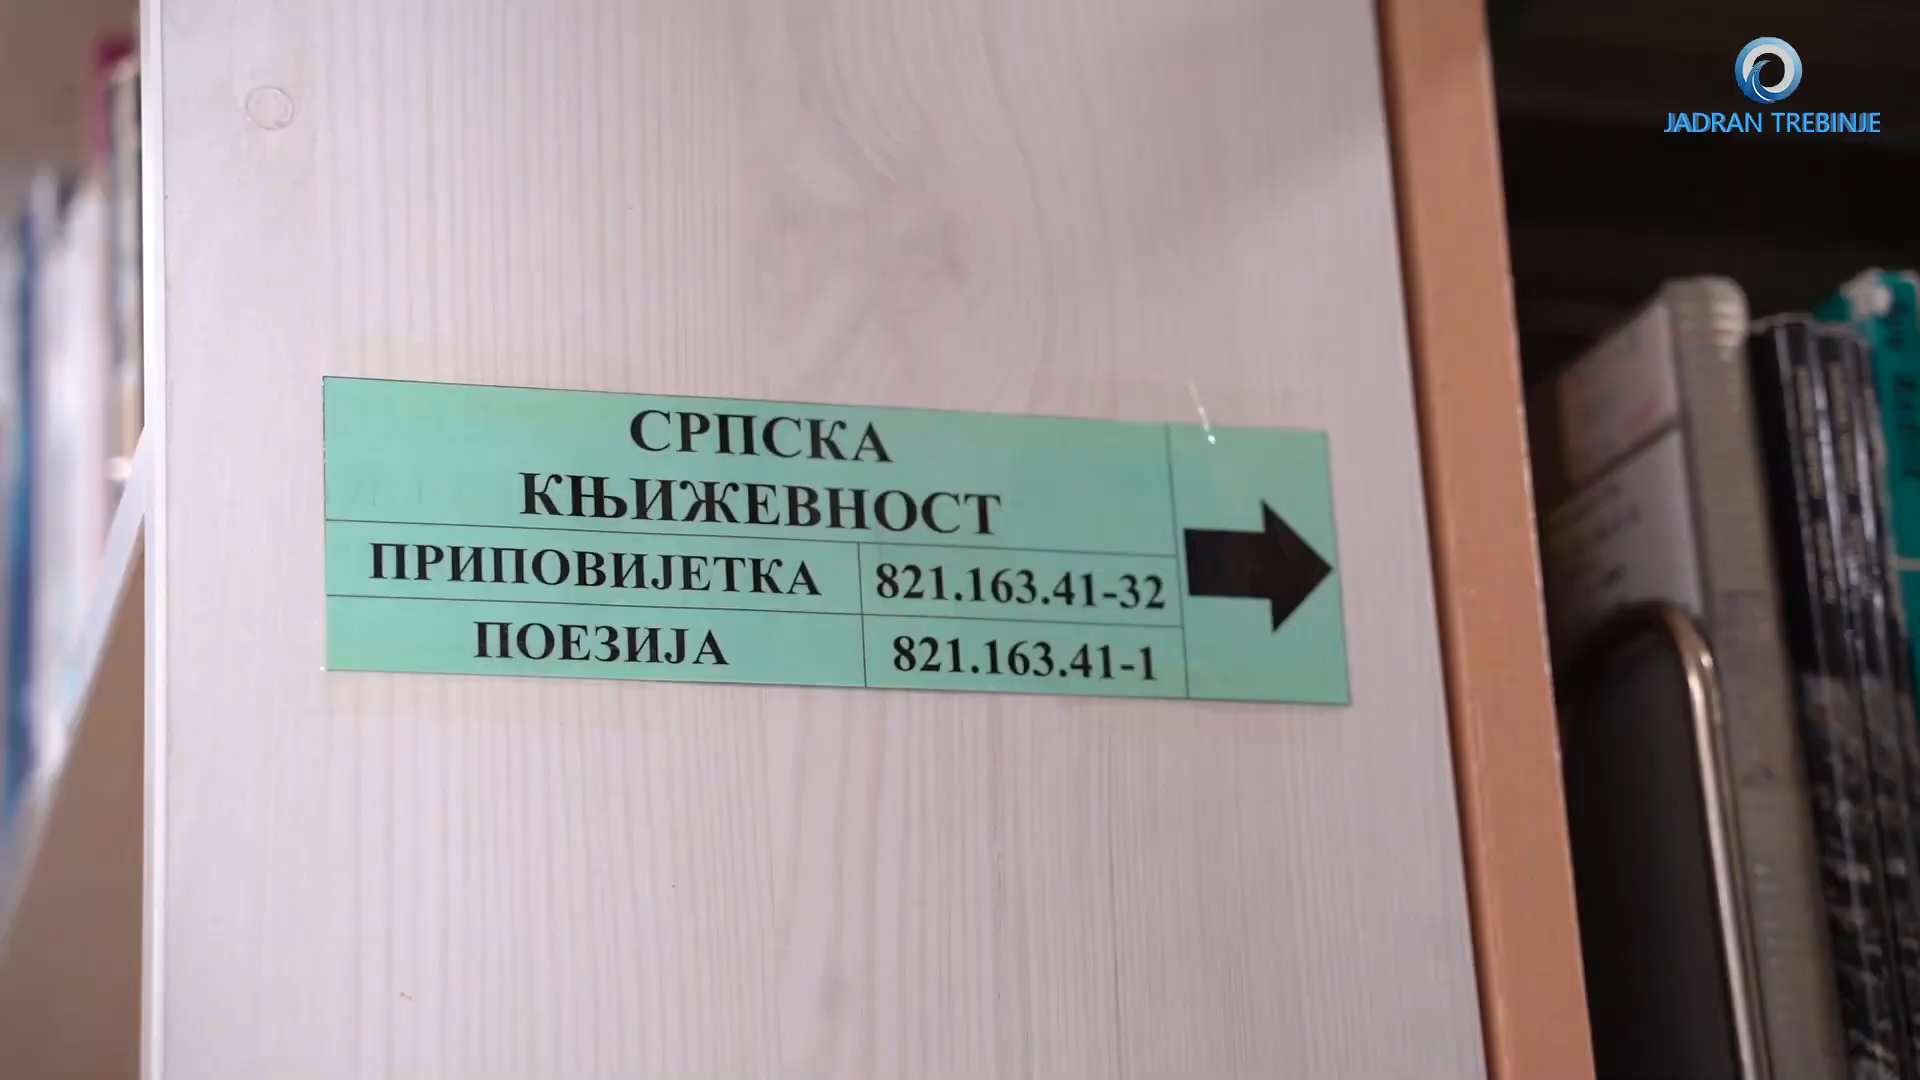 JADRAN TREBINJE
СРПСКА
КЊИЖЕВНОСТ
ПРИПОВИЈЕТКА 821.163.41-32
ПОЕЗИЈА 821.163.41-1